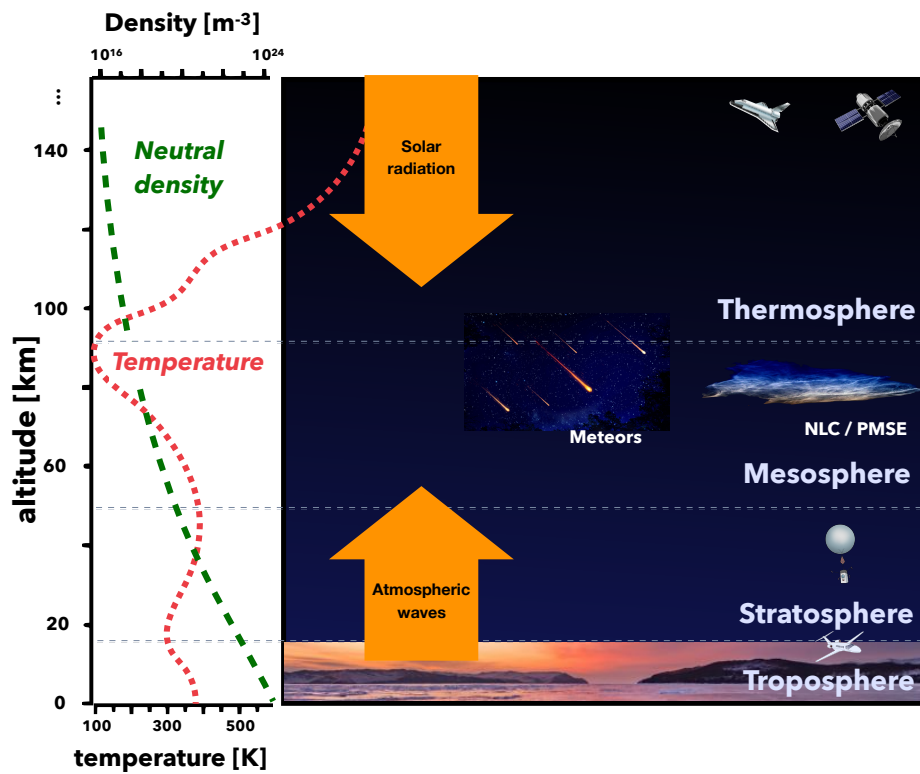 Density [m-3]
1016
1024
...
140
100
60
20
0
altitude [km]
Neutral
density
Temperature
100
300
500
temperature [K]
Solar
radiation
Thermosphere
Meteors
NLC / PMSE
Mesosphere
Atmospheric
waves
Stratosphere
Troposphere